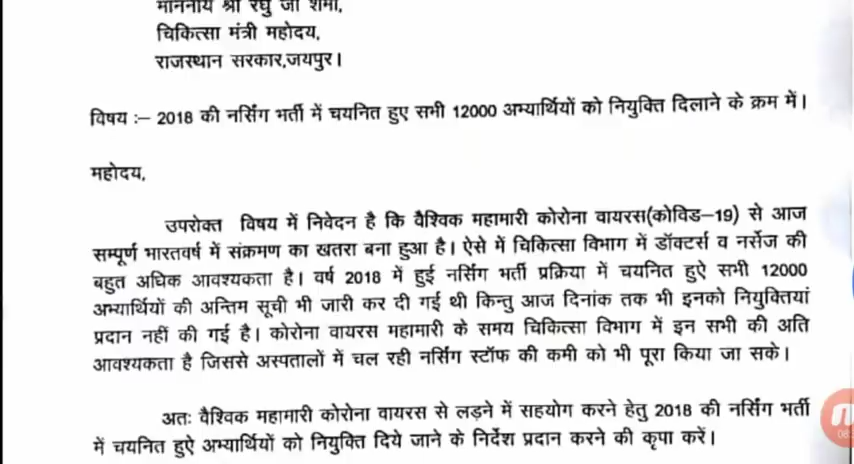 माननीय श्री रघु जी शर्मा,
चिकित्सा मंत्री महोदय,
राजस्थान सरकार,जयपुर।
विषय :– 2018 की नर्सिंग भर्ती में चयनित हुए सभी 12000 अभ्यार्थियों को नियुक्ति दिलाने के क्रम में।
महोदय,
उपरोक्त विषय में निवेदन है कि वैश्विक महामारी कोरोना वायरस(कोविड–19) से आज
सम्पूर्ण भारतवर्ष में संक्रमण का खतरा बना हुआ है। ऐसे में चिकित्सा विभाग में डॉक्टर्स व नर्सेज की
बहुत अधिक आवश्यकता है। वर्ष 2018 में हुई नर्सिंग भर्ती प्रक्रिया में चयनित हुऐ सभी 12000
अभ्यार्थियों की अन्तिम सूची भी जारी कर दी गई थी किन्तु आज दिनांक तक भी इनको नियुक्तियां
प्रदान नहीं की गई है। कोरोना वायरस महामारी के समय चिकित्सा विभाग में इन सभी की अति
आवश्यकता है जिससे अस्पतालों में चल रही नर्सिंग स्टॉफ की कमी को भी पूरा किया जा सके।
अतः वैश्विक महामारी कोरोना वायरस से लड़ने में सहयोग करने हेतु 2018 की नर्सिंग भर्ती
में चयनित हुऐ अभ्यार्थियों को नियुक्ति दिये जाने के निर्देश प्रदान करने की कृपा करें।